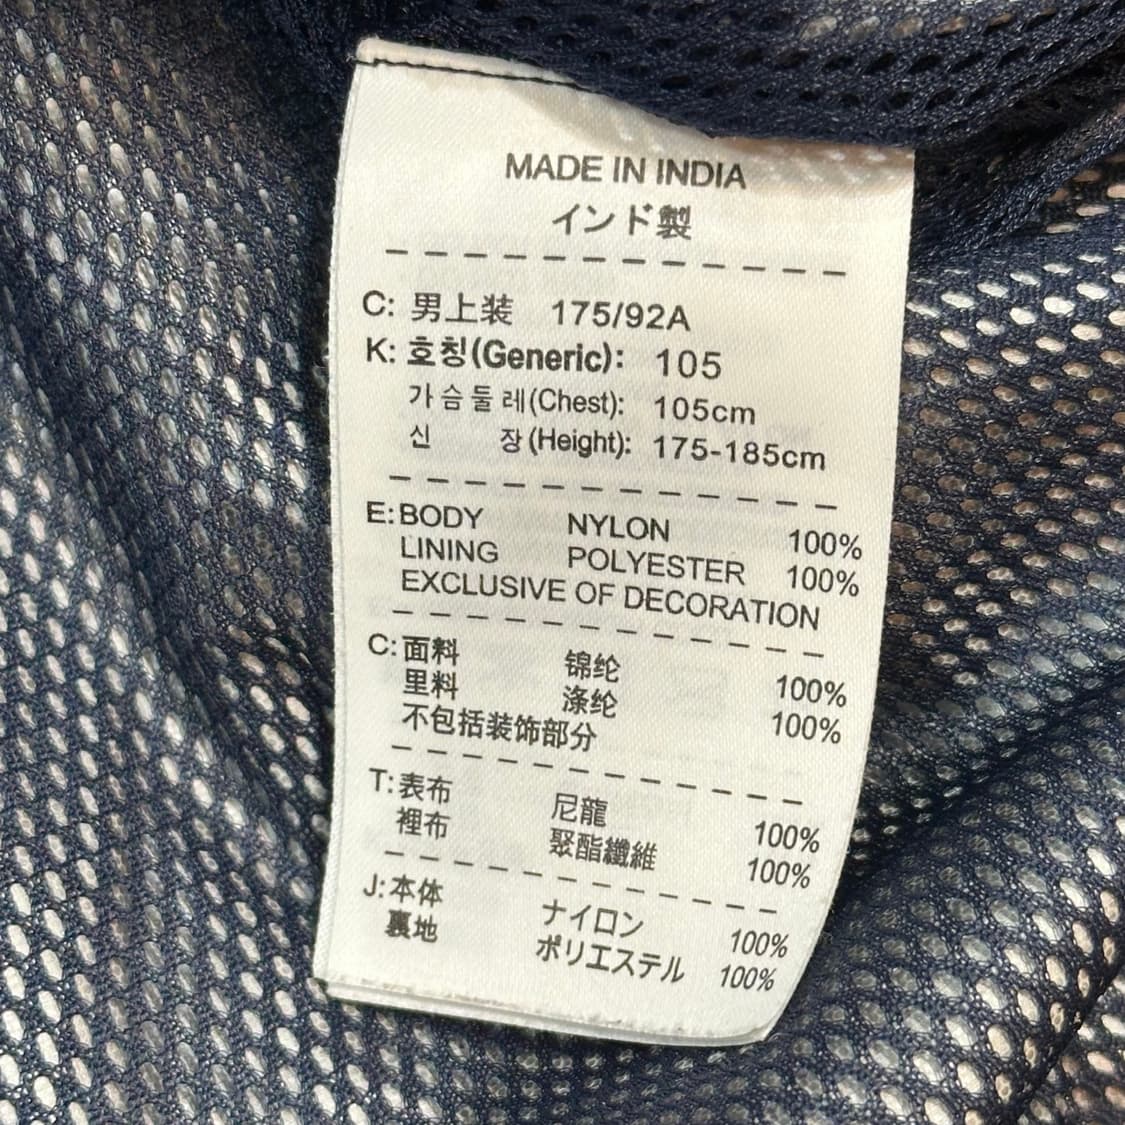 MADE IN INDIA
インド製
C: 男上装 175/92A
K: 호칭(Generic): 105
가슴둘레(Chest): 105cm
신 장(Height): 175-185cm
E: BODY NYLON 100%
LINING POLYESTER 100%
EXCLUSIVE OF DECORATION
C: 面料 锦纶 100%
里料 涤纶 100%
不包括装饰部分
T: 表布 尼龍 100%
裡布 聚酯纖維 100%
J: 本体 ナイロン 100%
裏地 ポリエステル 100%